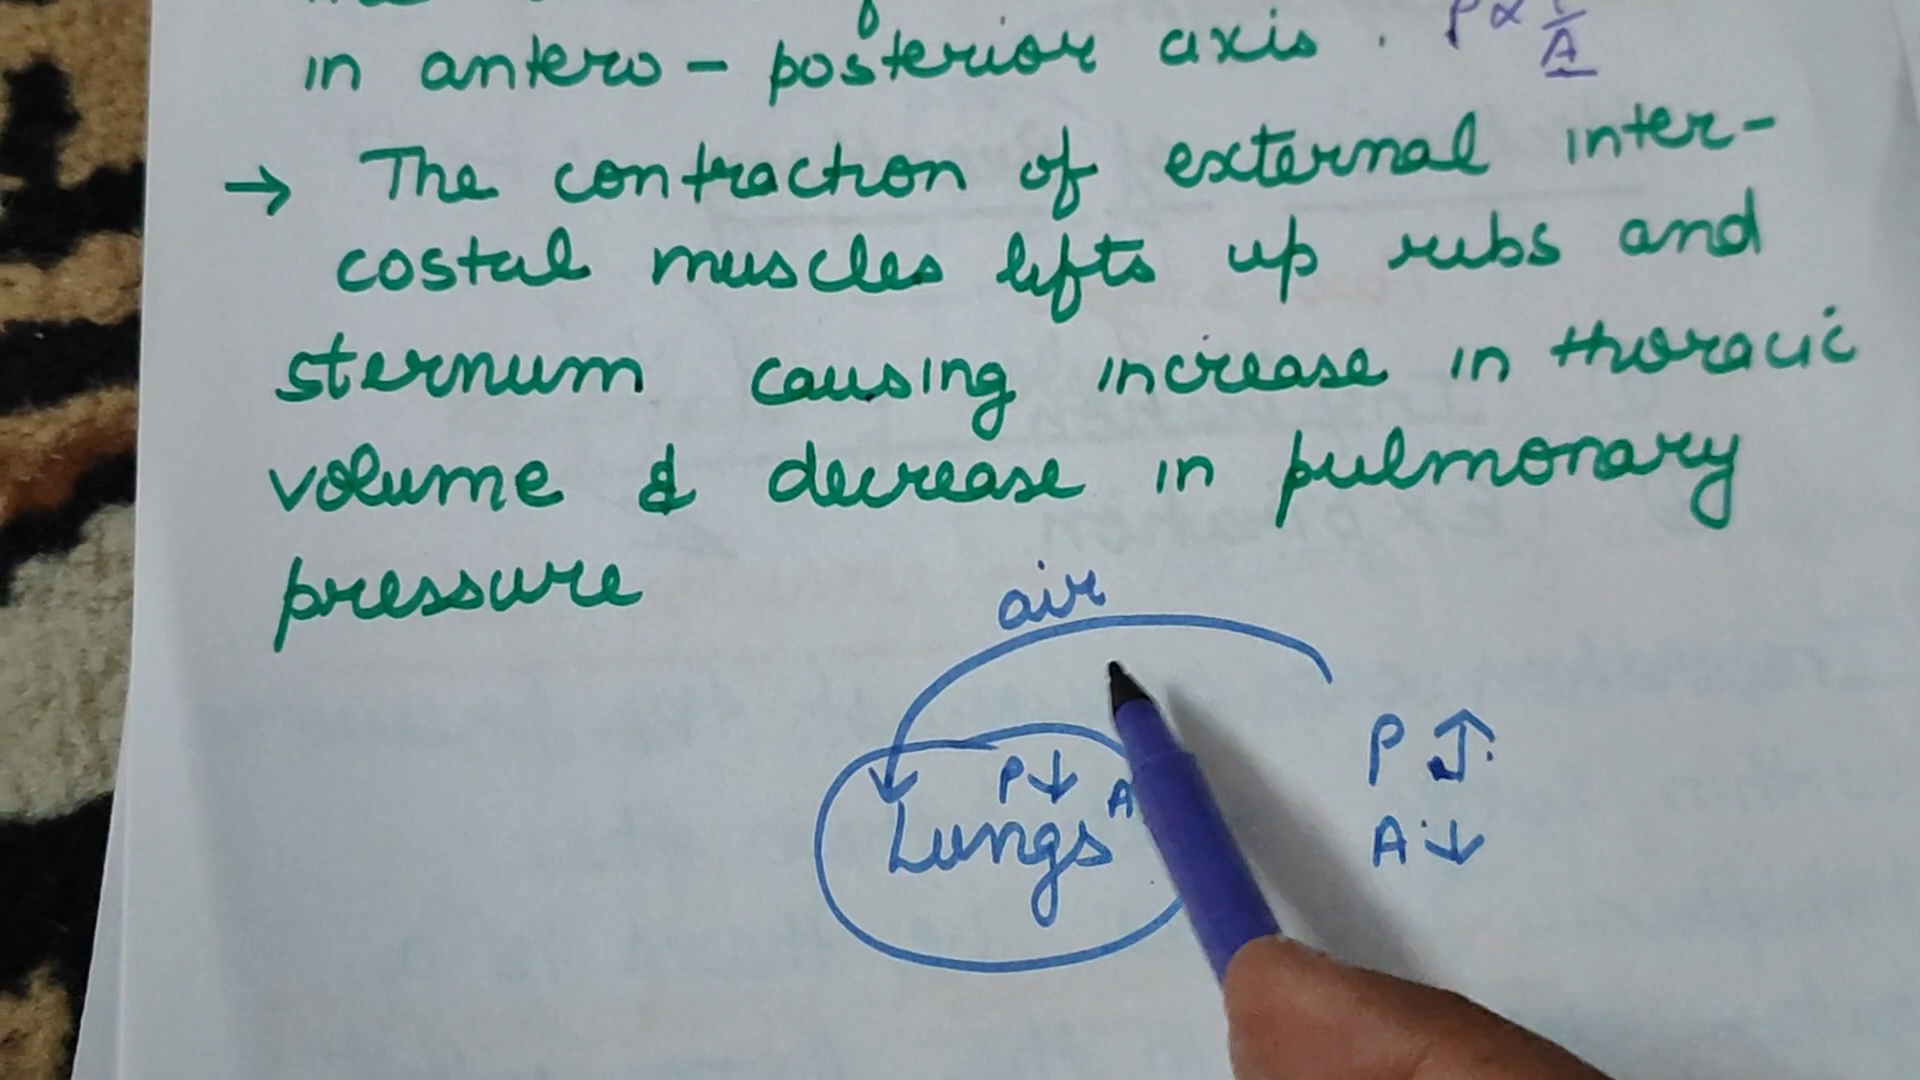 in antero - posterior axis .
P ∝ 1/A
→ The contraction of external inter-
costal muscles lifts up ribs and
sternum causing increase in thoracic
volume & decrease in pulmonary
pressure
air
P↓ A
Lungs
P↑
A↓